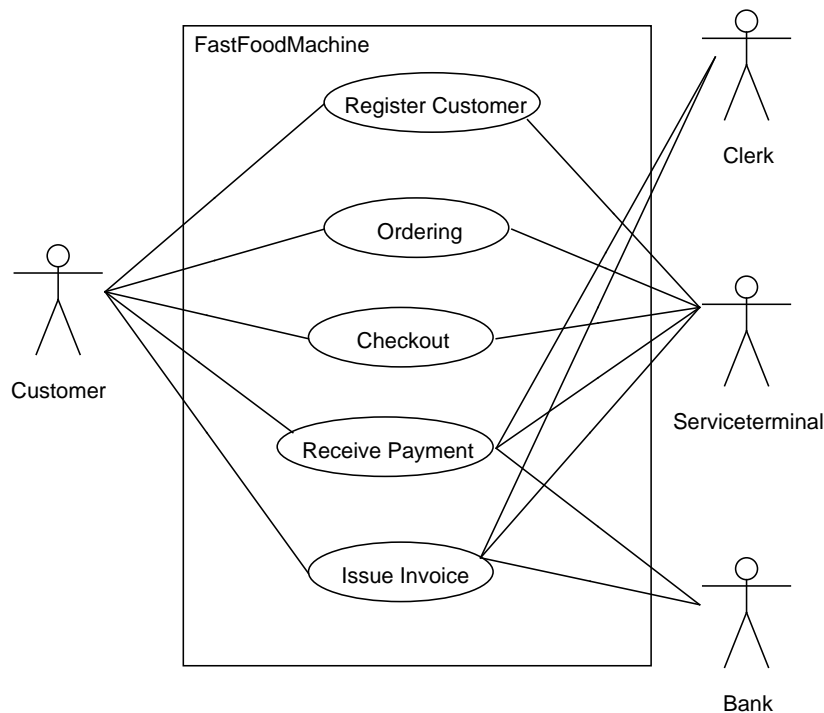 FastFoodMachine
Register Customer
Clerk
Ordering
Checkout
Customer
Serviceterminal
Receive Payment
Issue Invoice
Bank